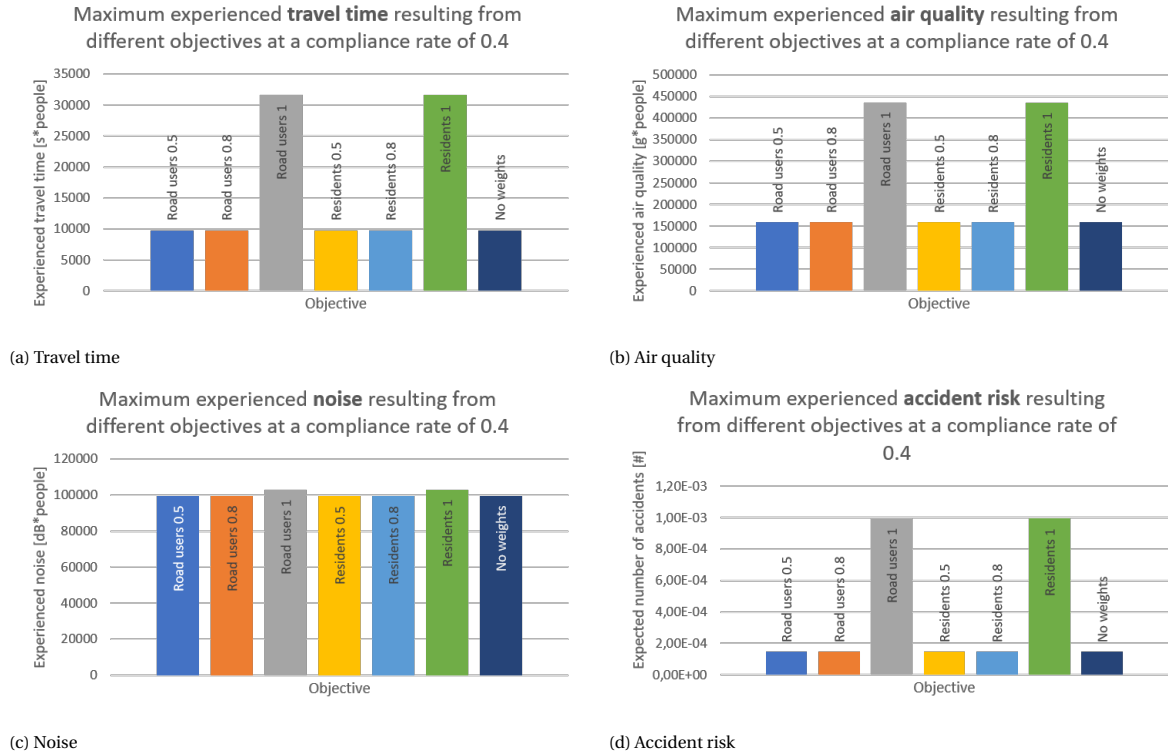 Maximum experienced travel time resulting from
different objectives at a compliance rate of 0.4
Experienced travel time [s*people]
35000
30000
25000
20000
15000
10000
5000
0
Road users 0.5
Road users 0.8
Road users 1
Residents 0.5
Residents 0.8
Residents 1
No weights
Objective
(a) Travel time
Maximum experienced air quality resulting from
different objectives at a compliance rate of 0.4
Experienced air quality [g*people]
500000
450000
400000
350000
300000
250000
200000
150000
100000
50000
0
Road users 0.5
Road users 0.8
Road users 1
Residents 0.5
Residents 0.8
Residents 1
No weights
Objective
(b) Air quality
Maximum experienced noise resulting from
different objectives at a compliance rate of 0.4
Experienced noise [dB*people]
120000
100000
80000
60000
40000
20000
0
Road users 0.5
Road users 0.8
Road users 1
Residents 0.5
Residents 0.8
Residents 1
No weights
Objective
(c) Noise
Maximum experienced accident risk resulting
from different objectives at a compliance rate of
0.4
Expected number of accidents [#]
1,20E-03
1,00E-03
8,00E-04
6,00E-04
4,00E-04
2,00E-04
0,00E+00
Road users 0.5
Road users 0.8
Road users 1
Residents 0.5
Residents 0.8
Residents 1
No weights
Objective
(d) Accident risk